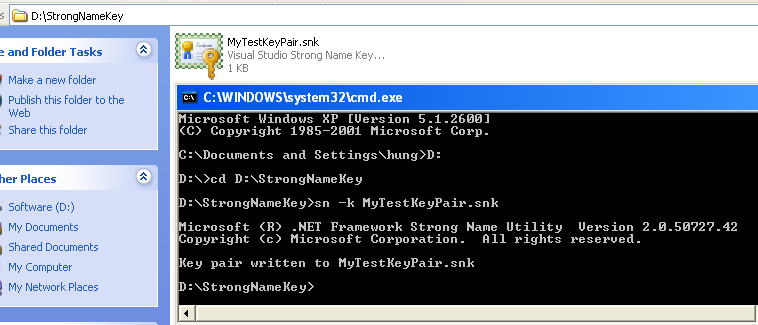 D:\StrongNameKey
e and Folder Tasks
Make a new folder
Publish this folder to the
Web
Share this folder
her Places
Software (D:)
My Documents
Shared Documents
My Computer
My Network Places
MyTestKeyPair.snk
Visual Studio Strong Name Key...
1 KB
C:\WINDOWS\system32\cmd.exe
Microsoft Windows XP [Version 5.1.2600]
(C) Copyright 1985-2001 Microsoft Corp.
C:\Documents and Settings\hung>D:
D:\>cd D:\StrongNameKey
D:\StrongNameKey>sn -k MyTestKeyPair.snk
Microsoft (R) .NET Framework Strong Name Utility  Version 2.0.50727.42
Copyright (c) Microsoft Corporation.  All rights reserved.
Key pair written to MyTestKeyPair.snk
D:\StrongNameKey>